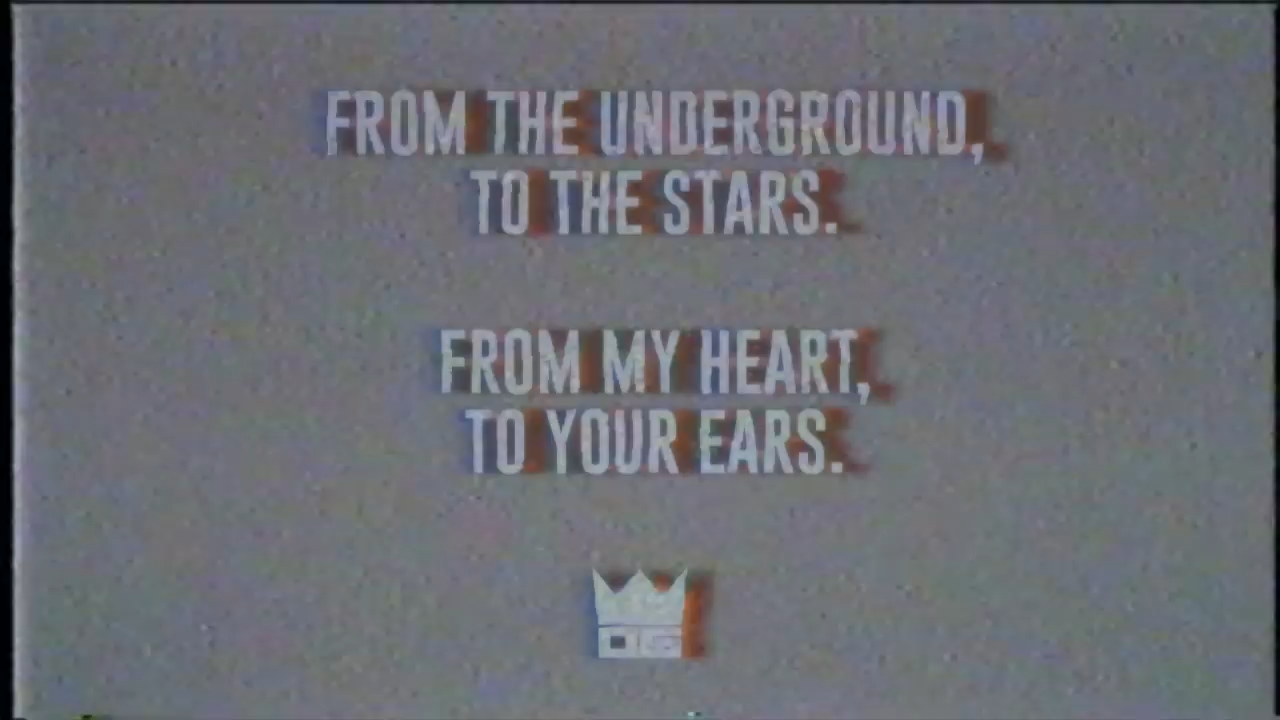 FROM THE UNDERGROUND,
TO THE STARS.
FROM MY HEART,
TO YOUR EARS.